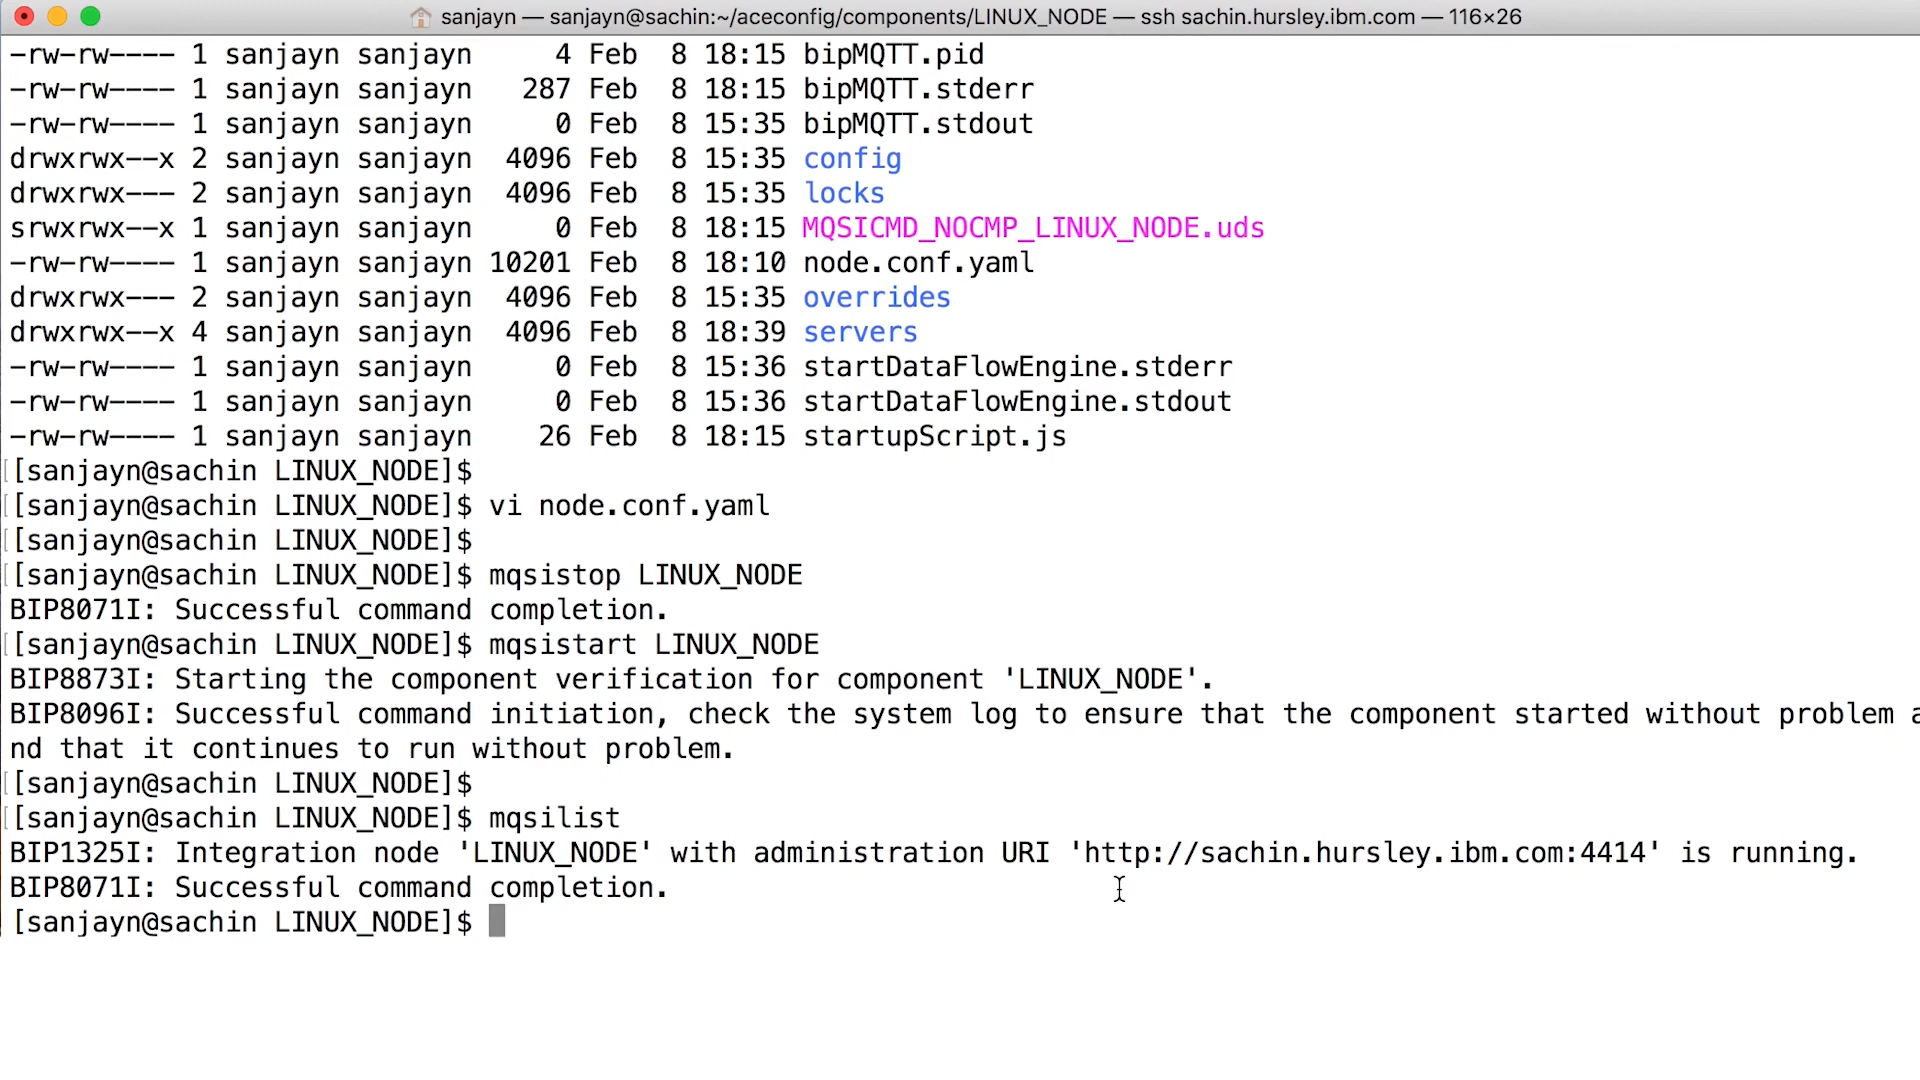 sanjayn — sanjayn@sachin:~/aceconfig/components/LINUX_NODE — ssh sachin.hursley.ibm.com — 116×26
-rw-rw---- 1 sanjayn sanjayn     4 Feb  8 18:15 bipMQTT.pid
-rw-rw---- 1 sanjayn sanjayn   287 Feb  8 18:15 bipMQTT.stderr
-rw-rw---- 1 sanjayn sanjayn     0 Feb  8 15:35 bipMQTT.stdout
drwxrwx--x 2 sanjayn sanjayn  4096 Feb  8 15:35 config
drwxrwx--- 2 sanjayn sanjayn  4096 Feb  8 15:35 locks
srwxrwx--x 1 sanjayn sanjayn     0 Feb  8 18:15 MQSICMD_NOCMP_LINUX_NODE.uds
-rw-rw---- 1 sanjayn sanjayn 10201 Feb  8 18:10 node.conf.yaml
drwxrwx--- 2 sanjayn sanjayn  4096 Feb  8 15:35 overrides
drwxrwx--x 4 sanjayn sanjayn  4096 Feb  8 18:39 servers
-rw-rw---- 1 sanjayn sanjayn     0 Feb  8 15:36 startDataFlowEngine.stderr
-rw-rw---- 1 sanjayn sanjayn     0 Feb  8 15:36 startDataFlowEngine.stdout
-rw-rw---- 1 sanjayn sanjayn    26 Feb  8 18:15 startupScript.js
[[sanjayn@sachin LINUX_NODE]$
[[sanjayn@sachin LINUX_NODE]$ vi node.conf.yaml
[[sanjayn@sachin LINUX_NODE]$
[[sanjayn@sachin LINUX_NODE]$ mqsistop LINUX_NODE
BIP8071I: Successful command completion.
[[sanjayn@sachin LINUX_NODE]$ mqsistart LINUX_NODE
BIP8873I: Starting the component verification for component 'LINUX_NODE'.
BIP8096I: Successful command initiation, check the system log to ensure that the component started without problem a
nd that it continues to run without problem.
[[sanjayn@sachin LINUX_NODE]$
[[sanjayn@sachin LINUX_NODE]$ mqsilist
BIP1325I: Integration node 'LINUX_NODE' with administration URI 'http://sachin.hursley.ibm.com:4414' is running.
BIP8071I: Successful command completion.
[sanjayn@sachin LINUX_NODE]$